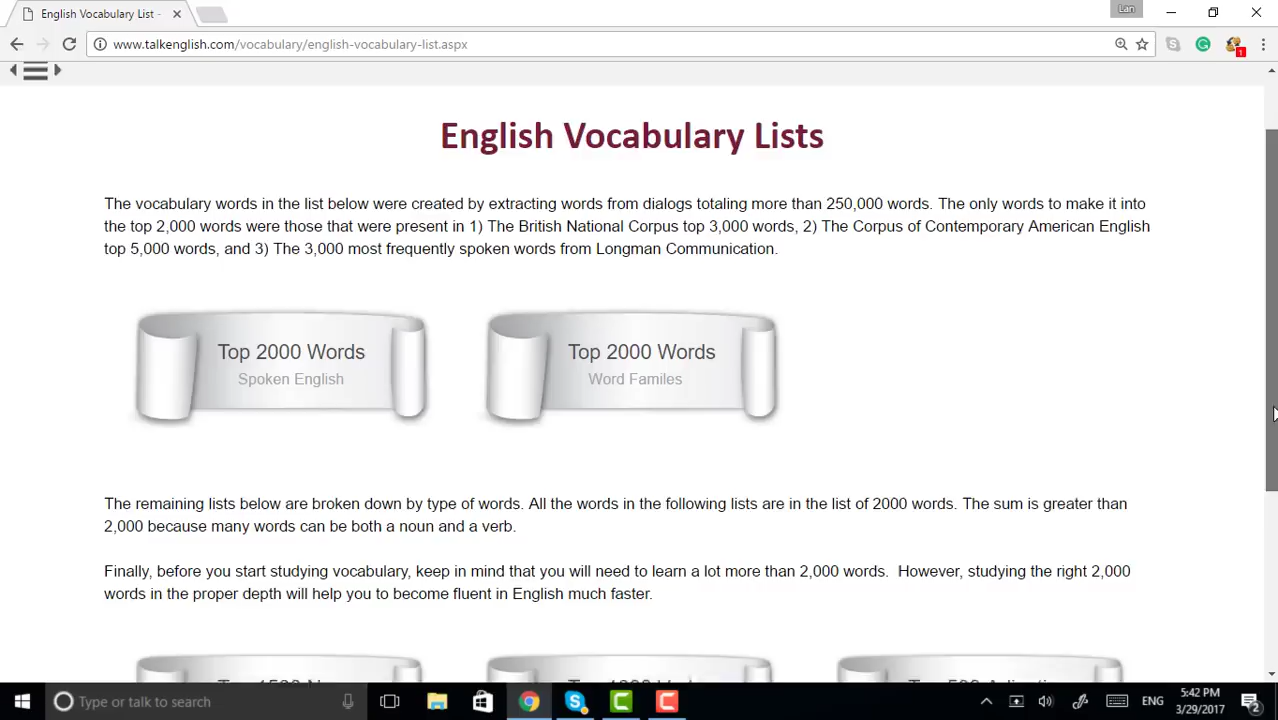 English Vocabulary List -
Lan
www.talkenglish.com/vocabulary/english-vocabulary-list.aspx
1
English Vocabulary Lists
The vocabulary words in the list below were created by extracting words from dialogs totaling more than 250,000 words. The only words to make it into
the top 2,000 words were those that were present in 1) The British National Corpus top 3,000 words, 2) The Corpus of Contemporary American English
top 5,000 words, and 3) The 3,000 most frequently spoken words from Longman Communication.
Top 2000 Words
Spoken English
Top 2000 Words
Word Familes
The remaining lists below are broken down by type of words. All the words in the following lists are in the list of 2000 words. The sum is greater than
2,000 because many words can be both a noun and a verb.
Finally, before you start studying vocabulary, keep in mind that you will need to learn a lot more than 2,000 words. However, studying the right 2,000
words in the proper depth will help you to become fluent in English much faster.
Type or talk to search
ENG
5:42 PM
3/29/2017
2